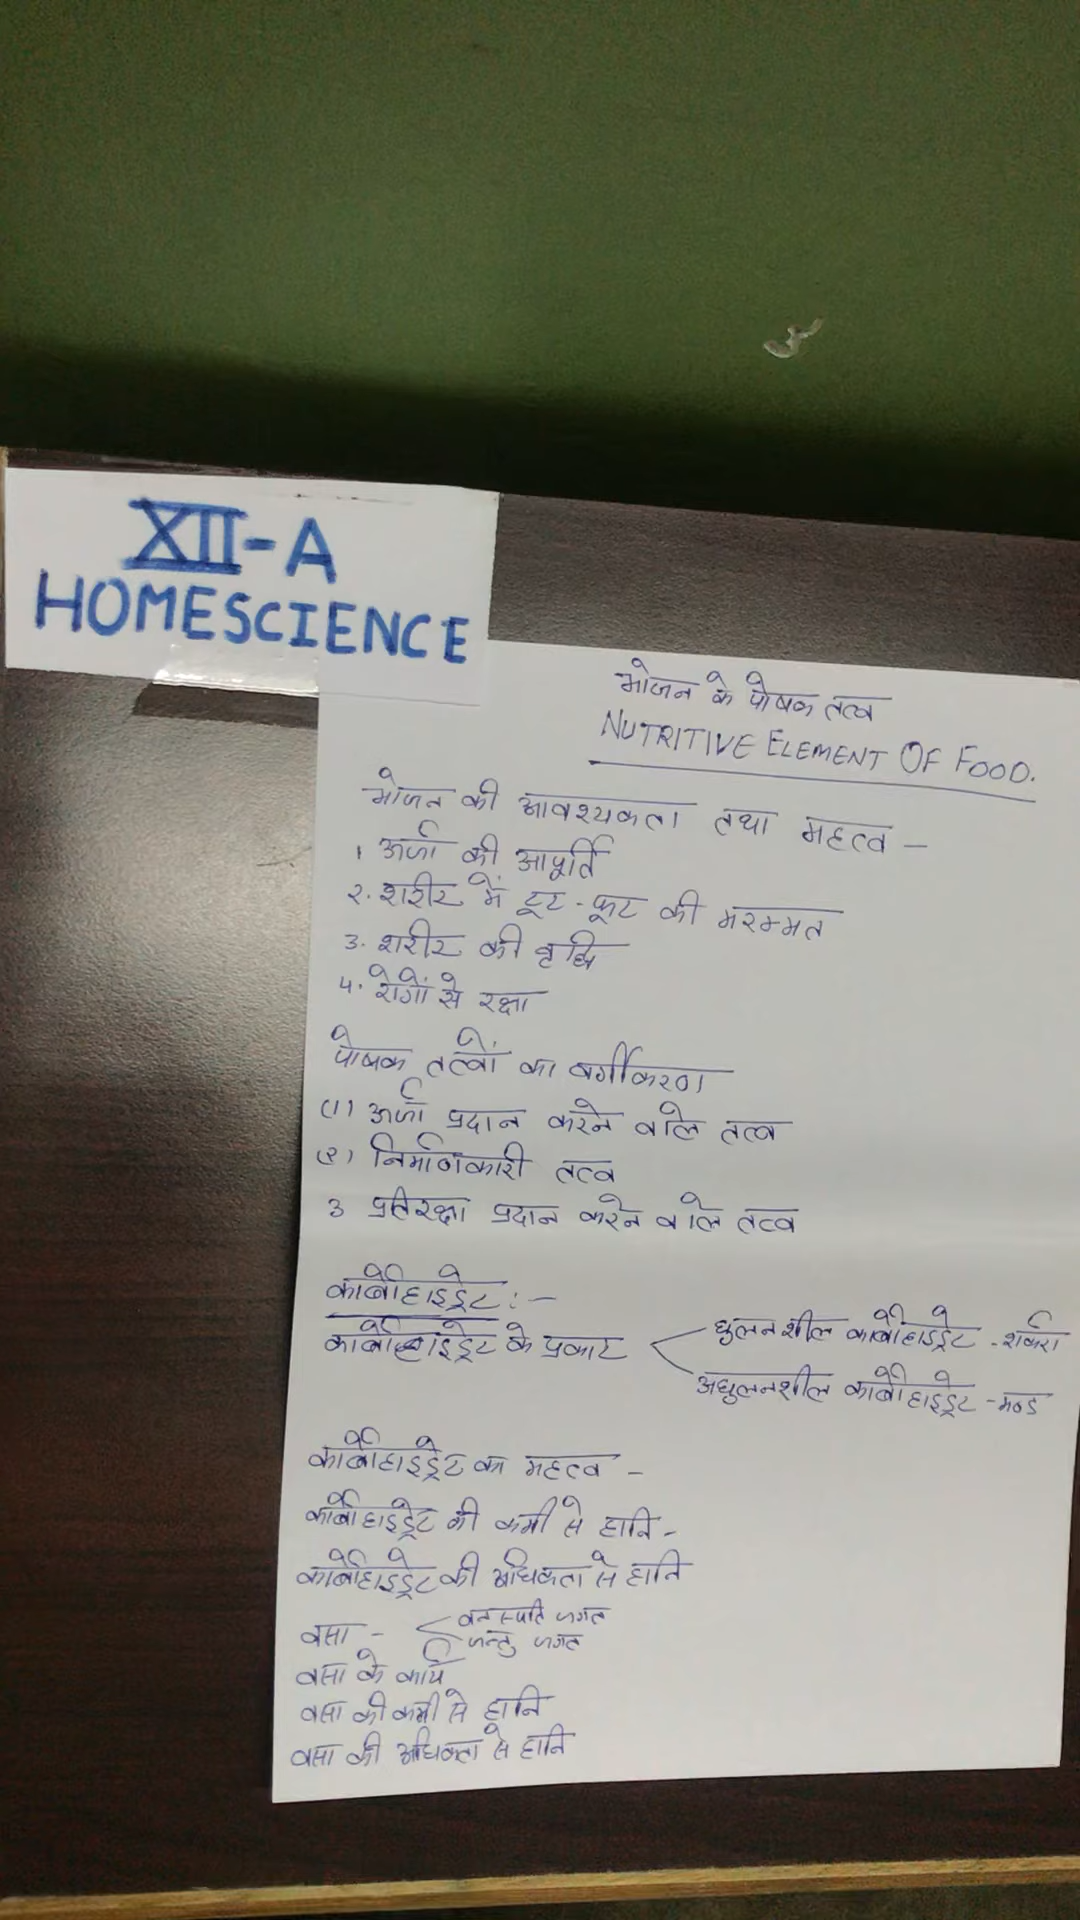 XII-A
HOMESCIENCE
भोजन के पोषक तत्व
NUTRITIVE ELEMENT OF FOOD.
भोजन की आवश्यकता तथा महत्व -
1 ऊर्जा की आपूर्ति
२. शरीर में टूट-फूट की मरम्मत
3. शरीर की वृद्धि
4. रोगों से रक्षा
पोषक तत्वों का वर्गीकरण
(1) ऊर्जा प्रदान करने वाले तत्व
(२) निर्माणकारी तत्व
3 प्रतिरक्षा प्रदान करने वाले तत्व
कार्बोहाइड्रेट :-
कार्बोहाइड्रेट के प्रकार
घुलनशील कार्बोहाइड्रेट - शर्करा
अघुलनशील कार्बोहाइड्रेट - मण्ड
कार्बोहाइड्रेट का महत्व -
कार्बोहाइड्रेट की कमी से हानि -
कार्बोहाइड्रेट की अधिकता से हानि
वसा -
वनस्पति जगत
जन्तु जगत
वसा के कार्य
वसा की कमी से हानि
वसा की अधिकता से हानि